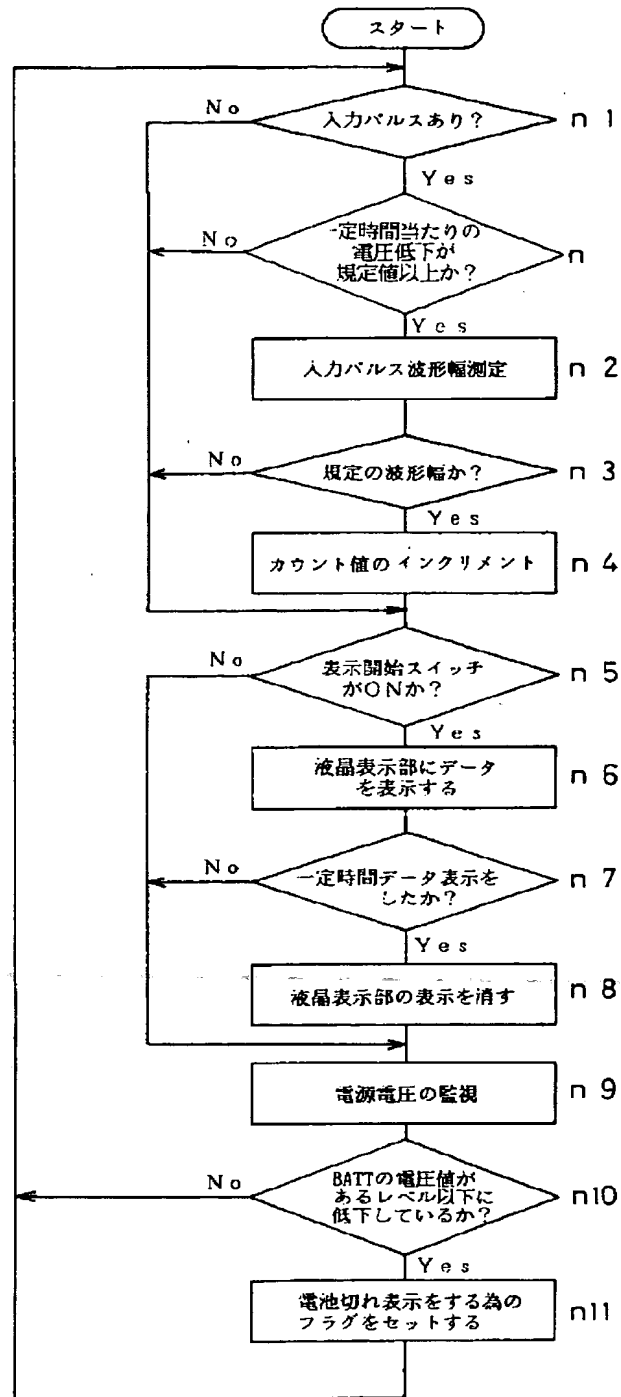 スタート
No
入力パルスあり?
n 1
Yes
No
一定時間当たりの
電圧低下が
規定値以上か?
n
Yes
入力パルス波形幅測定
n 2
No
規定の波形幅か?
n 3
Yes
カウント値のインクリメント
n 4
No
表示開始スイッチ
がONか?
n 5
Yes
液晶表示部にデータ
を表示する
n 6
No
一定時間データ表示を
したか?
n 7
Yes
液晶表示部の表示を消す
n 8
電源電圧の監視
n 9
No
BATTの電圧値が
あるレベル以下に
低下しているか?
n10
Yes
電池切れ表示をする為の
フラグをセットする
n11